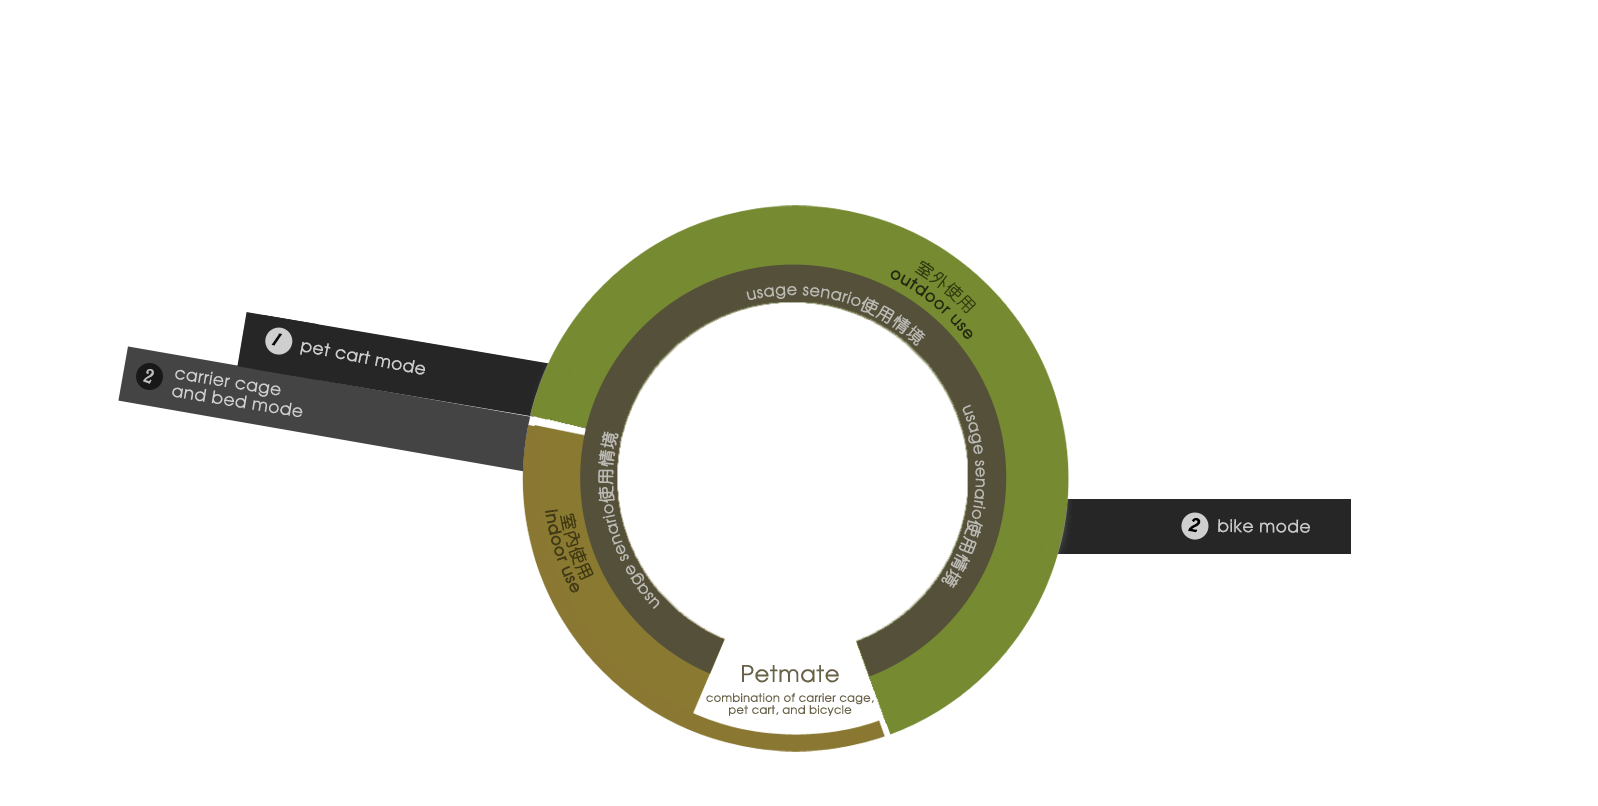 usage senario使用情境
室外使用
outdoor use
1 pet cart mode
2 carrier cage
and bed mode
usage senario使用情境
usage senario使用情境
室內使用
indoor use
2 bike mode
Petmate
combination of carrier cage,
pet cart, and bicycle